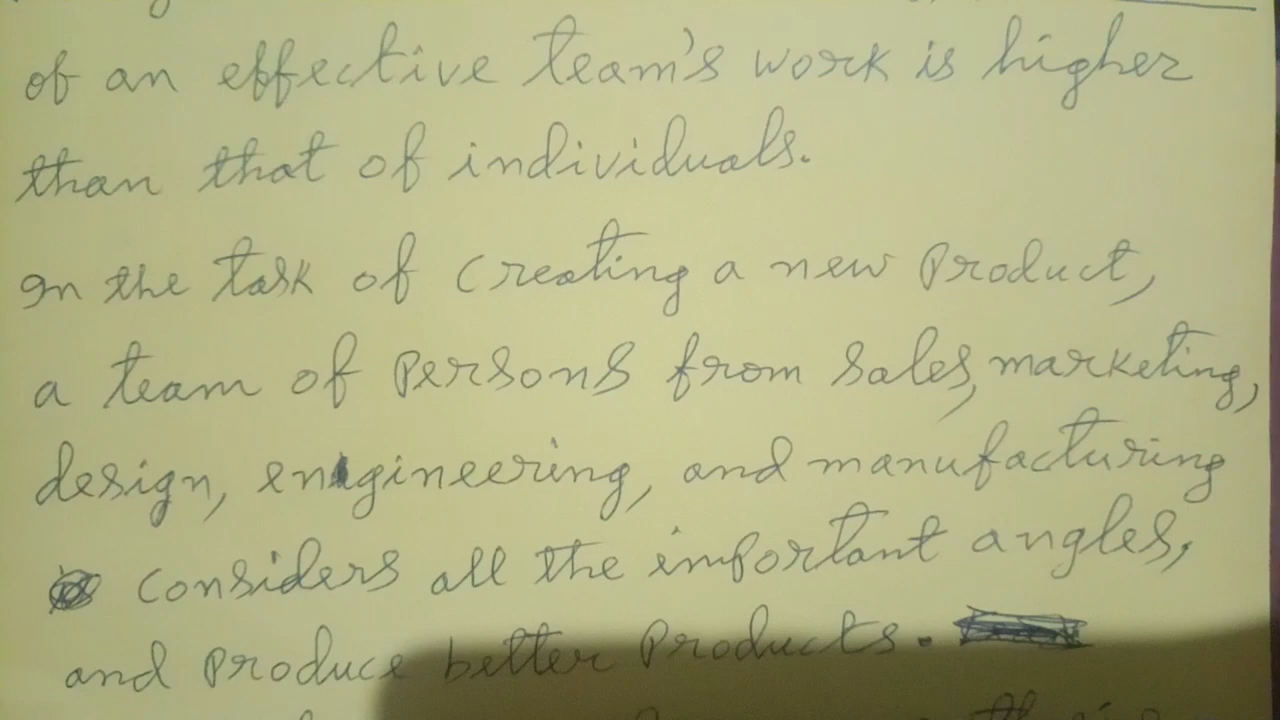 of an effective team's work is higher
than that of individuals.
In the task of creating a new Product,
a team of Persons from Sales, marketing,
design, engineering, and manufacturing
considers all the important angles,
and Produce better Products.